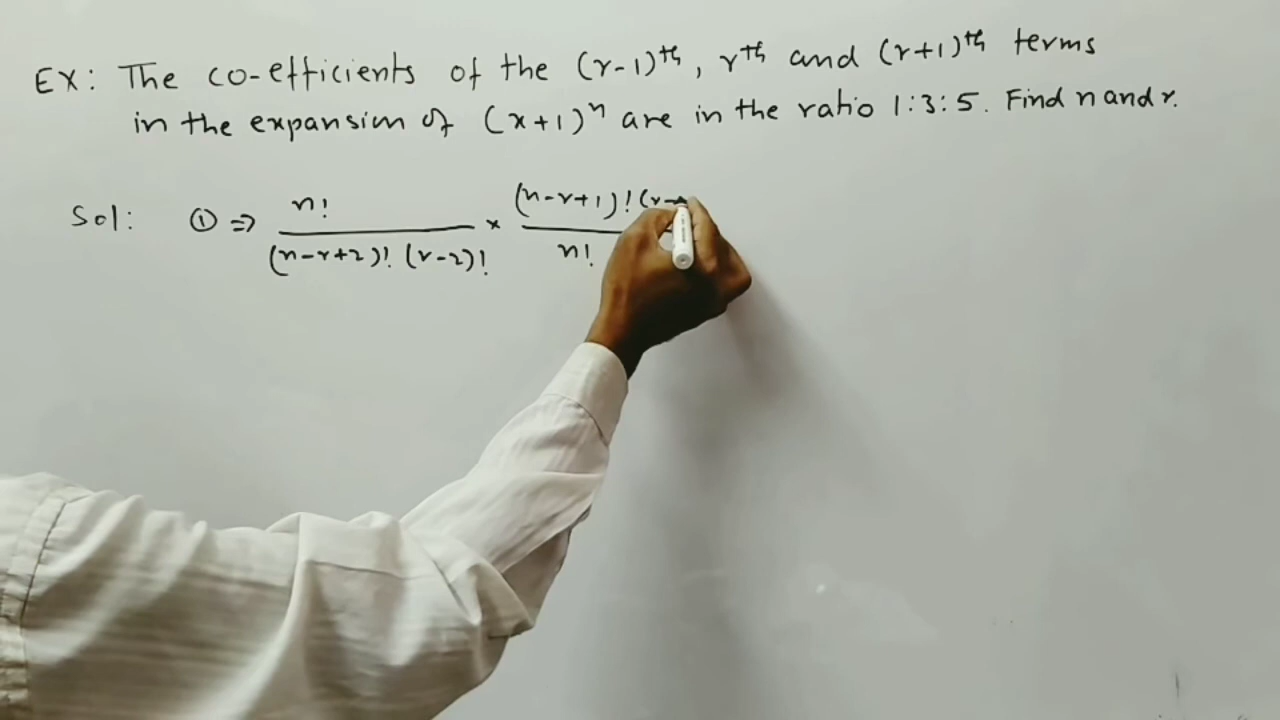 EX: The co-efficients of the (r-1)th, rth and (r+1)th terms
in the expansion of (x+1)^n are in the ratio 1:3:5. Find n and r.
Sol: ① ⇒ n! / (n-r+2)! (r-2)! × (n-r+1)! (r- / n!